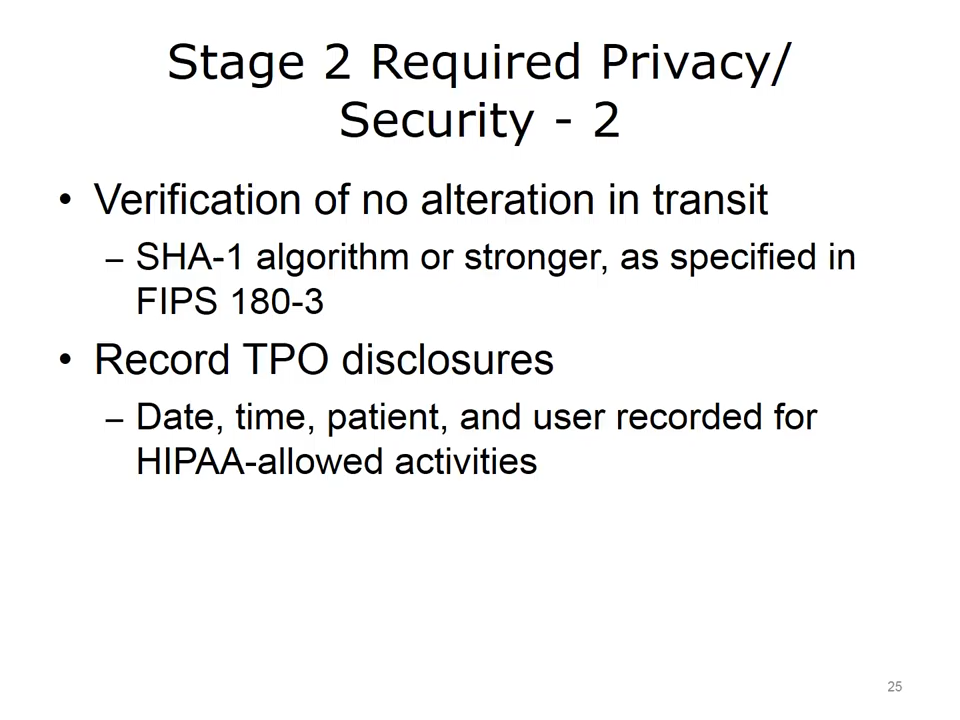 Stage 2 Required Privacy/
Security - 2
• Verification of no alteration in transit
– SHA-1 algorithm or stronger, as specified in
FIPS 180-3
• Record TPO disclosures
– Date, time, patient, and user recorded for
HIPAA-allowed activities
25